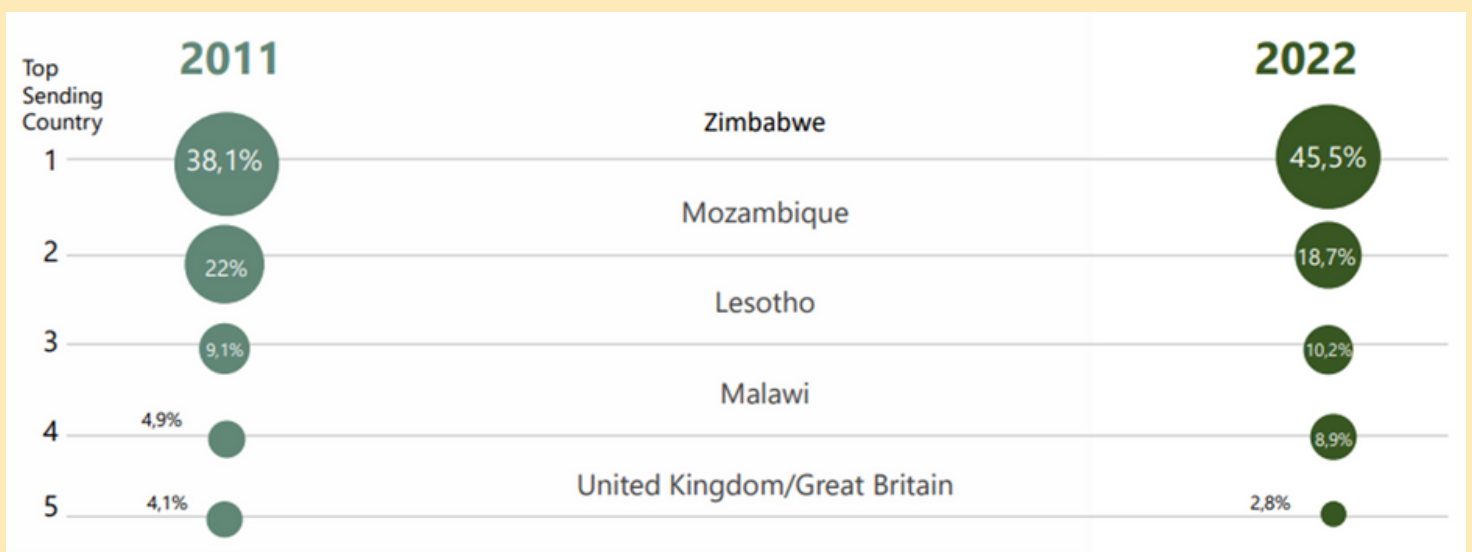 2011
2022
Top
Sending
Country
Zimbabwe
1
38,1%
45,5%
Mozambique
2
22%
18,7%
Lesotho
3
9,1%
10,2%
Malawi
4
4,9%
8,9%
United Kingdom/Great Britain
5
4,1%
2,8%